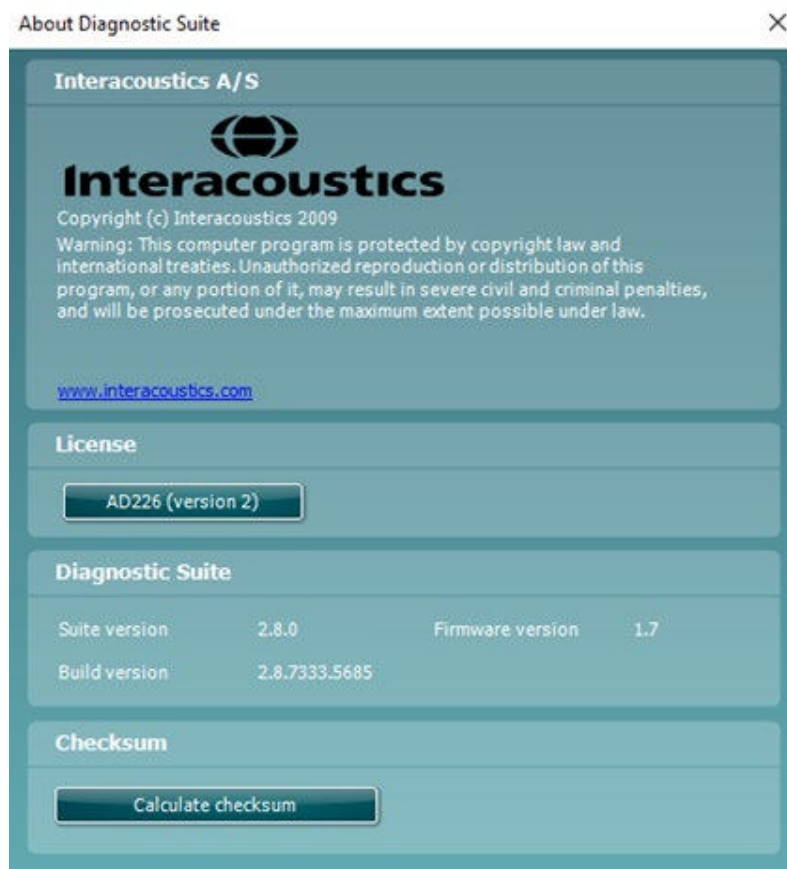 About Diagnostic Suite
Interacoustics A/S
Interacoustics
Copyright (c) Interacoustics 2009
Warning: This computer program is protected by copyright law and
international treaties. Unauthorized reproduction or distribution of this
program, or any portion of it, may result in severe civil and criminal penalties,
and will be prosecuted under the maximum extent possible under law.
www.interacoustics.com
License
AD226 (version 2)
Diagnostic Suite
Suite version 2.8.0 Firmware version 1.7
Build version 2.8.7333.5685
Checksum
Calculate checksum